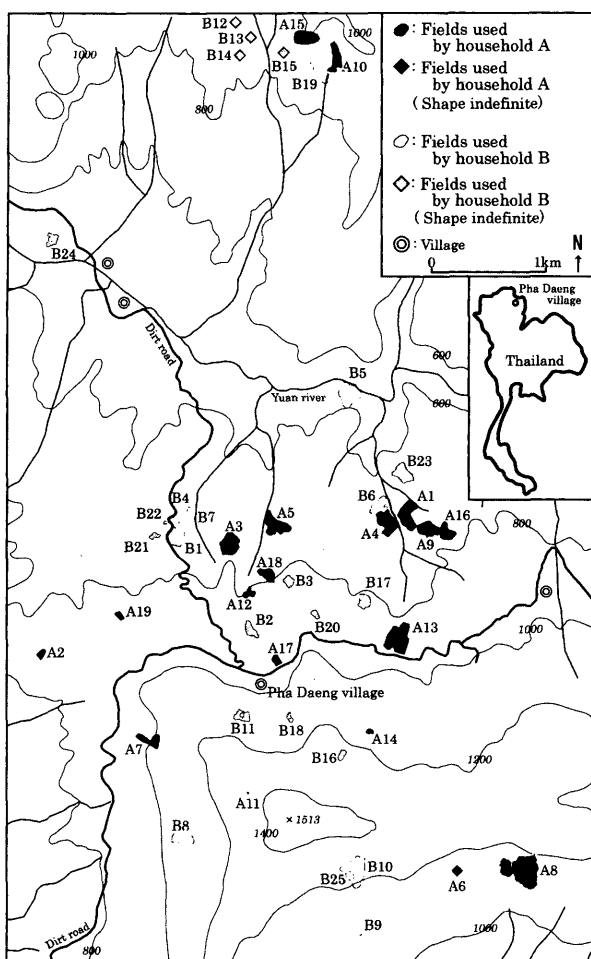 B12
A15
1000
B13
1000
B14
B15
A10
B19
800
: Fields used
by household A
: Fields used
by household A
( Shape indefinite)
: Fields used
by household B
: Fields used
by household B
(Shape indefinite)
: Village
N
0
1km
Pha Daeng
village
Thailand
B24
Dirt road
600
B5
Yuan river
600
B23
B4
B6
A1
B22
B7
A3
A5
A16
800
B21
B1
A4
A9
A18
B3
B17
A12
A19
B2
B20
A13
1000
A2
A17
Pha Daeng village
B11
B18
A14
A7
B16
1200
A11
1513
1400
B8
B10
B25
A6
A8
B9
1000
Dirt road
800